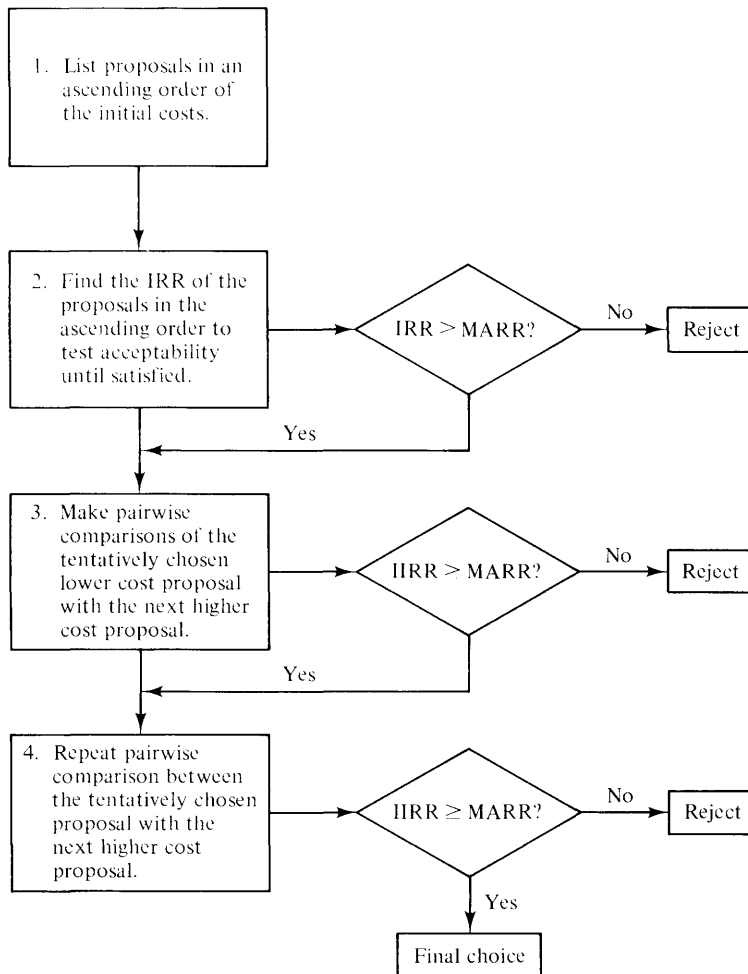 1. List proposals in an
ascending order of
the initial costs.
2. Find the IRR of the
proposals in the
ascending order to
test acceptability
until satisfied.
IRR > MARR?
No
Reject
Yes
3. Make pairwise
comparisons of the
tentatively chosen
lower cost proposal
with the next higher
cost proposal.
IIRR > MARR?
No
Reject
Yes
4. Repeat pairwise
comparison between
the tentatively chosen
proposal with the
next higher cost
proposal.
IIRR ≥ MARR?
No
Reject
Yes
Final choice